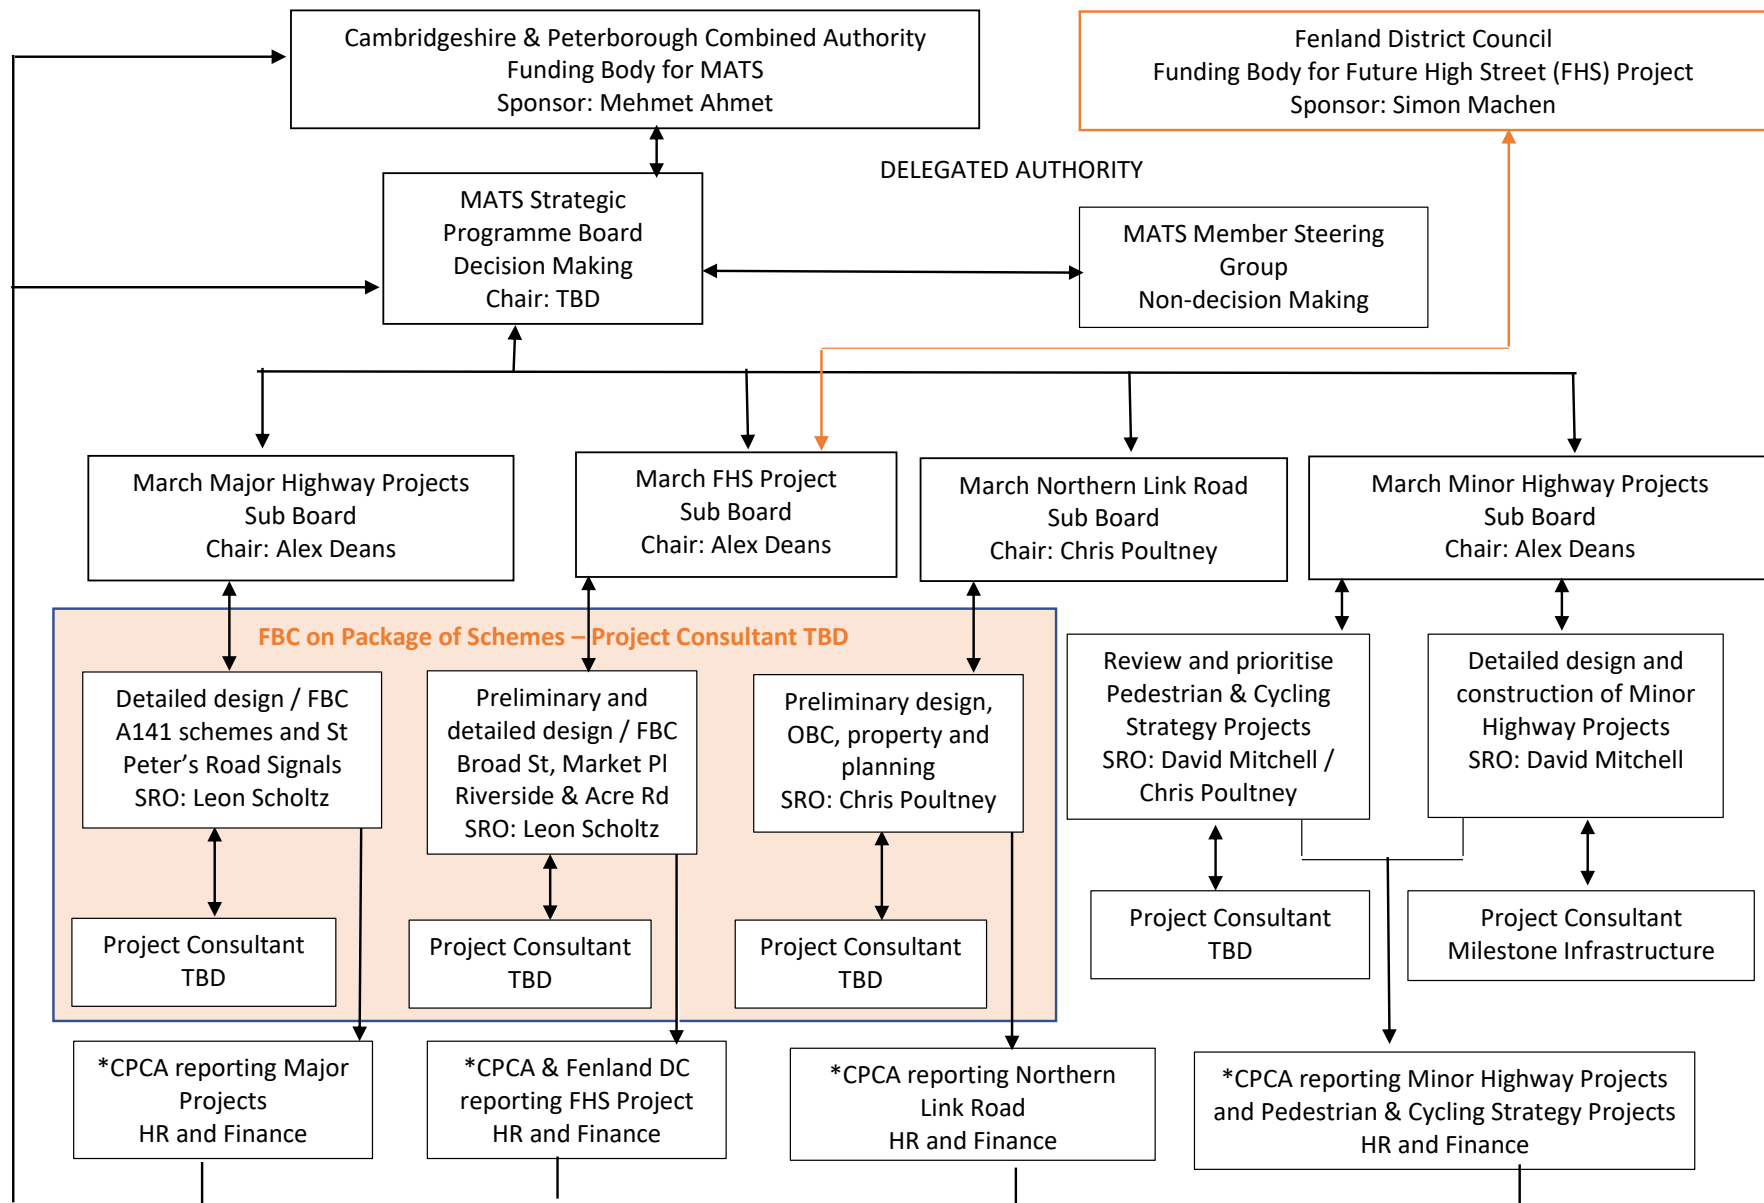 Cambridgeshire & Peterborough Combined Authority
Funding Body for MATS
Sponsor: Mehmet Ahmet
Fenland District Council
Funding Body for Future High Street (FHS) Project
Sponsor: Simon Machen
DELEGATED AUTHORITY
MATS Strategic
Programme Board
Decision Making
Chair: TBD
MATS Member Steering
Group
Non-decision Making
March Major Highway Projects
Sub Board
Chair: Alex Deans
March FHS Project
Sub Board
Chair: Alex Deans
March Northern Link Road
Sub Board
Chair: Chris Poultney
March Minor Highway Projects
Sub Board
Chair: Alex Deans
FBC on Package of Schemes – Project Consultant TBD
Detailed design / FBC
A141 schemes and St
Peter’s Road Signals
SRO: Leon Scholtz
Preliminary and
detailed design / FBC
Broad St, Market Pl
Riverside & Acre Rd
SRO: Leon Scholtz
Preliminary design,
OBC, property and
planning
SRO: Chris Poultney
Review and prioritise
Pedestrian & Cycling
Strategy Projects
SRO: David Mitchell /
Chris Poultney
Detailed design and
construction of Minor
Highway Projects
SRO: David Mitchell
Project Consultant
TBD
Project Consultant
TBD
Project Consultant
TBD
Project Consultant
TBD
Project Consultant
Milestone Infrastructure
*CPCA reporting Major
Projects
HR and Finance
*CPCA & Fenland DC
reporting FHS Project
HR and Finance
*CPCA reporting Northern
Link Road
HR and Finance
*CPCA reporting Minor Highway Projects
and Pedestrian & Cycling Strategy Projects
HR and Finance